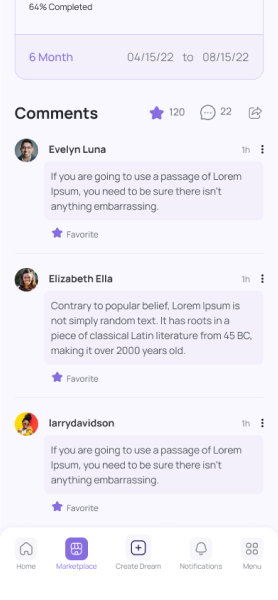 64% Completed
6 Month 04/15/22 to 08/15/22
Comments 120 22
Evelyn Luna 1h
If you are going to use a passage of Lorem
Ipsum, you need to be sure there isn't
anything embarrassing.
Favorite
Elizabeth Ella 1h
Contrary to popular belief, Lorem Ipsum is
not simply random text. It has roots in a
piece of classical Latin literature from 45 BC,
making it over 2000 years old.
Favorite
larrydavidson 1h
If you are going to use a passage of Lorem
Ipsum, you need to be sure there isn't
anything embarrassing.
Favorite
Home Marketplace Create Dream Notifications Menu